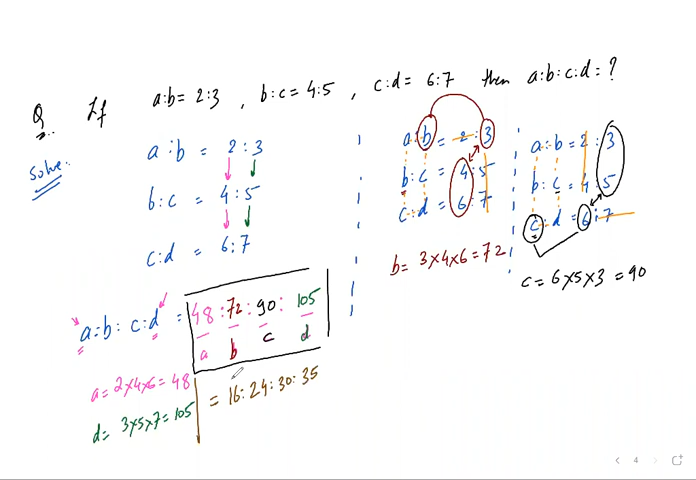 Q. If a:b= 2:3 , b:c = 4:5 , c:d = 6:7 then a:b:c:d = ?
Solve.
a:b = 2:3
b:c = 4:5
c:d = 6:7
a:b:c:d = 48:72:90:105
a b c d
a = 2×4×6 = 48
d = 3×5×7 = 105
= 16:24:30:35
a:b = 2:3
b:c = 4:5
c:d = 6:7
b = 3×4×6 = 72
a:b = 2:3
b:c = 4:5
c:d = 6:7
c = 6×5×3 = 90
4